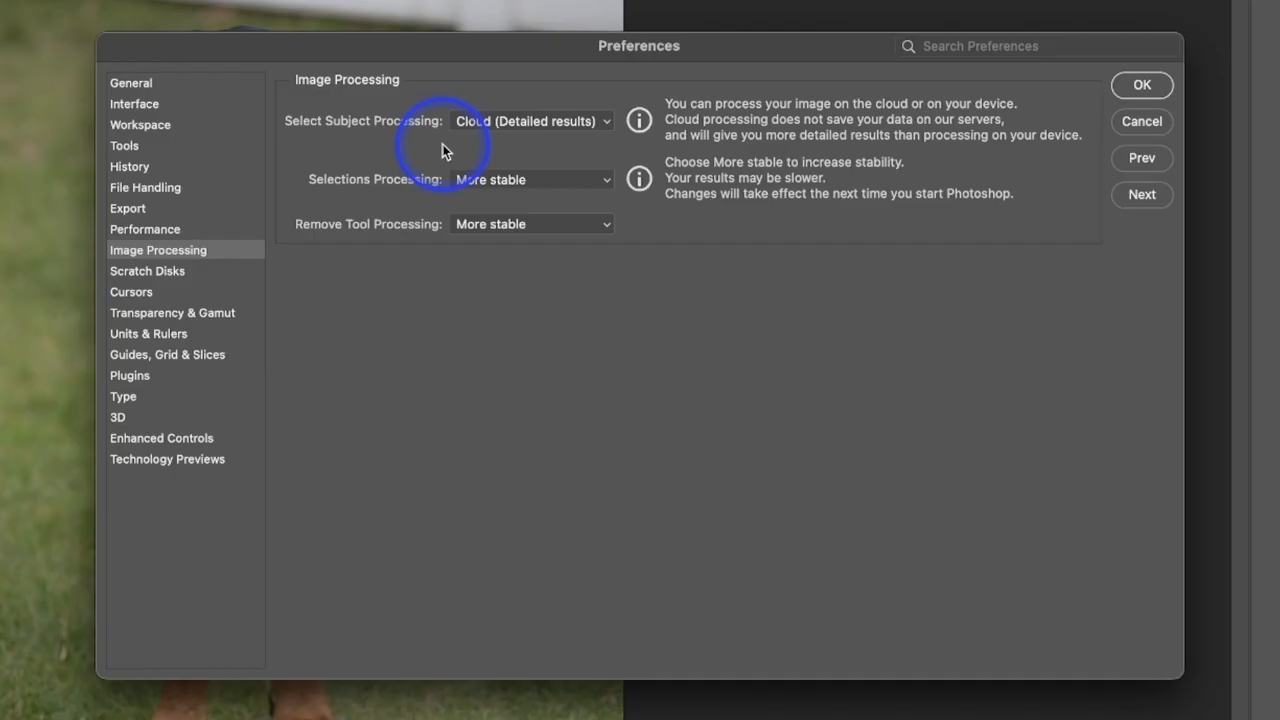 Preferences
Search Preferences
General
Interface
Workspace
Tools
History
File Handling
Export
Performance
Image Processing
Scratch Disks
Cursors
Transparency & Gamut
Units & Rulers
Guides, Grid & Slices
Plugins
Type
3D
Enhanced Controls
Technology Previews
Image Processing
Select Subject Processing: Cloud (Detailed results)
You can process your image on the cloud or on your device.
Cloud processing does not save your data on our servers,
and will give you more detailed results than processing on your device.
Selections Processing: More stable
Choose More stable to increase stability.
Your results may be slower.
Changes will take effect the next time you start Photoshop.
Remove Tool Processing: More stable
OK
Cancel
Prev
Next